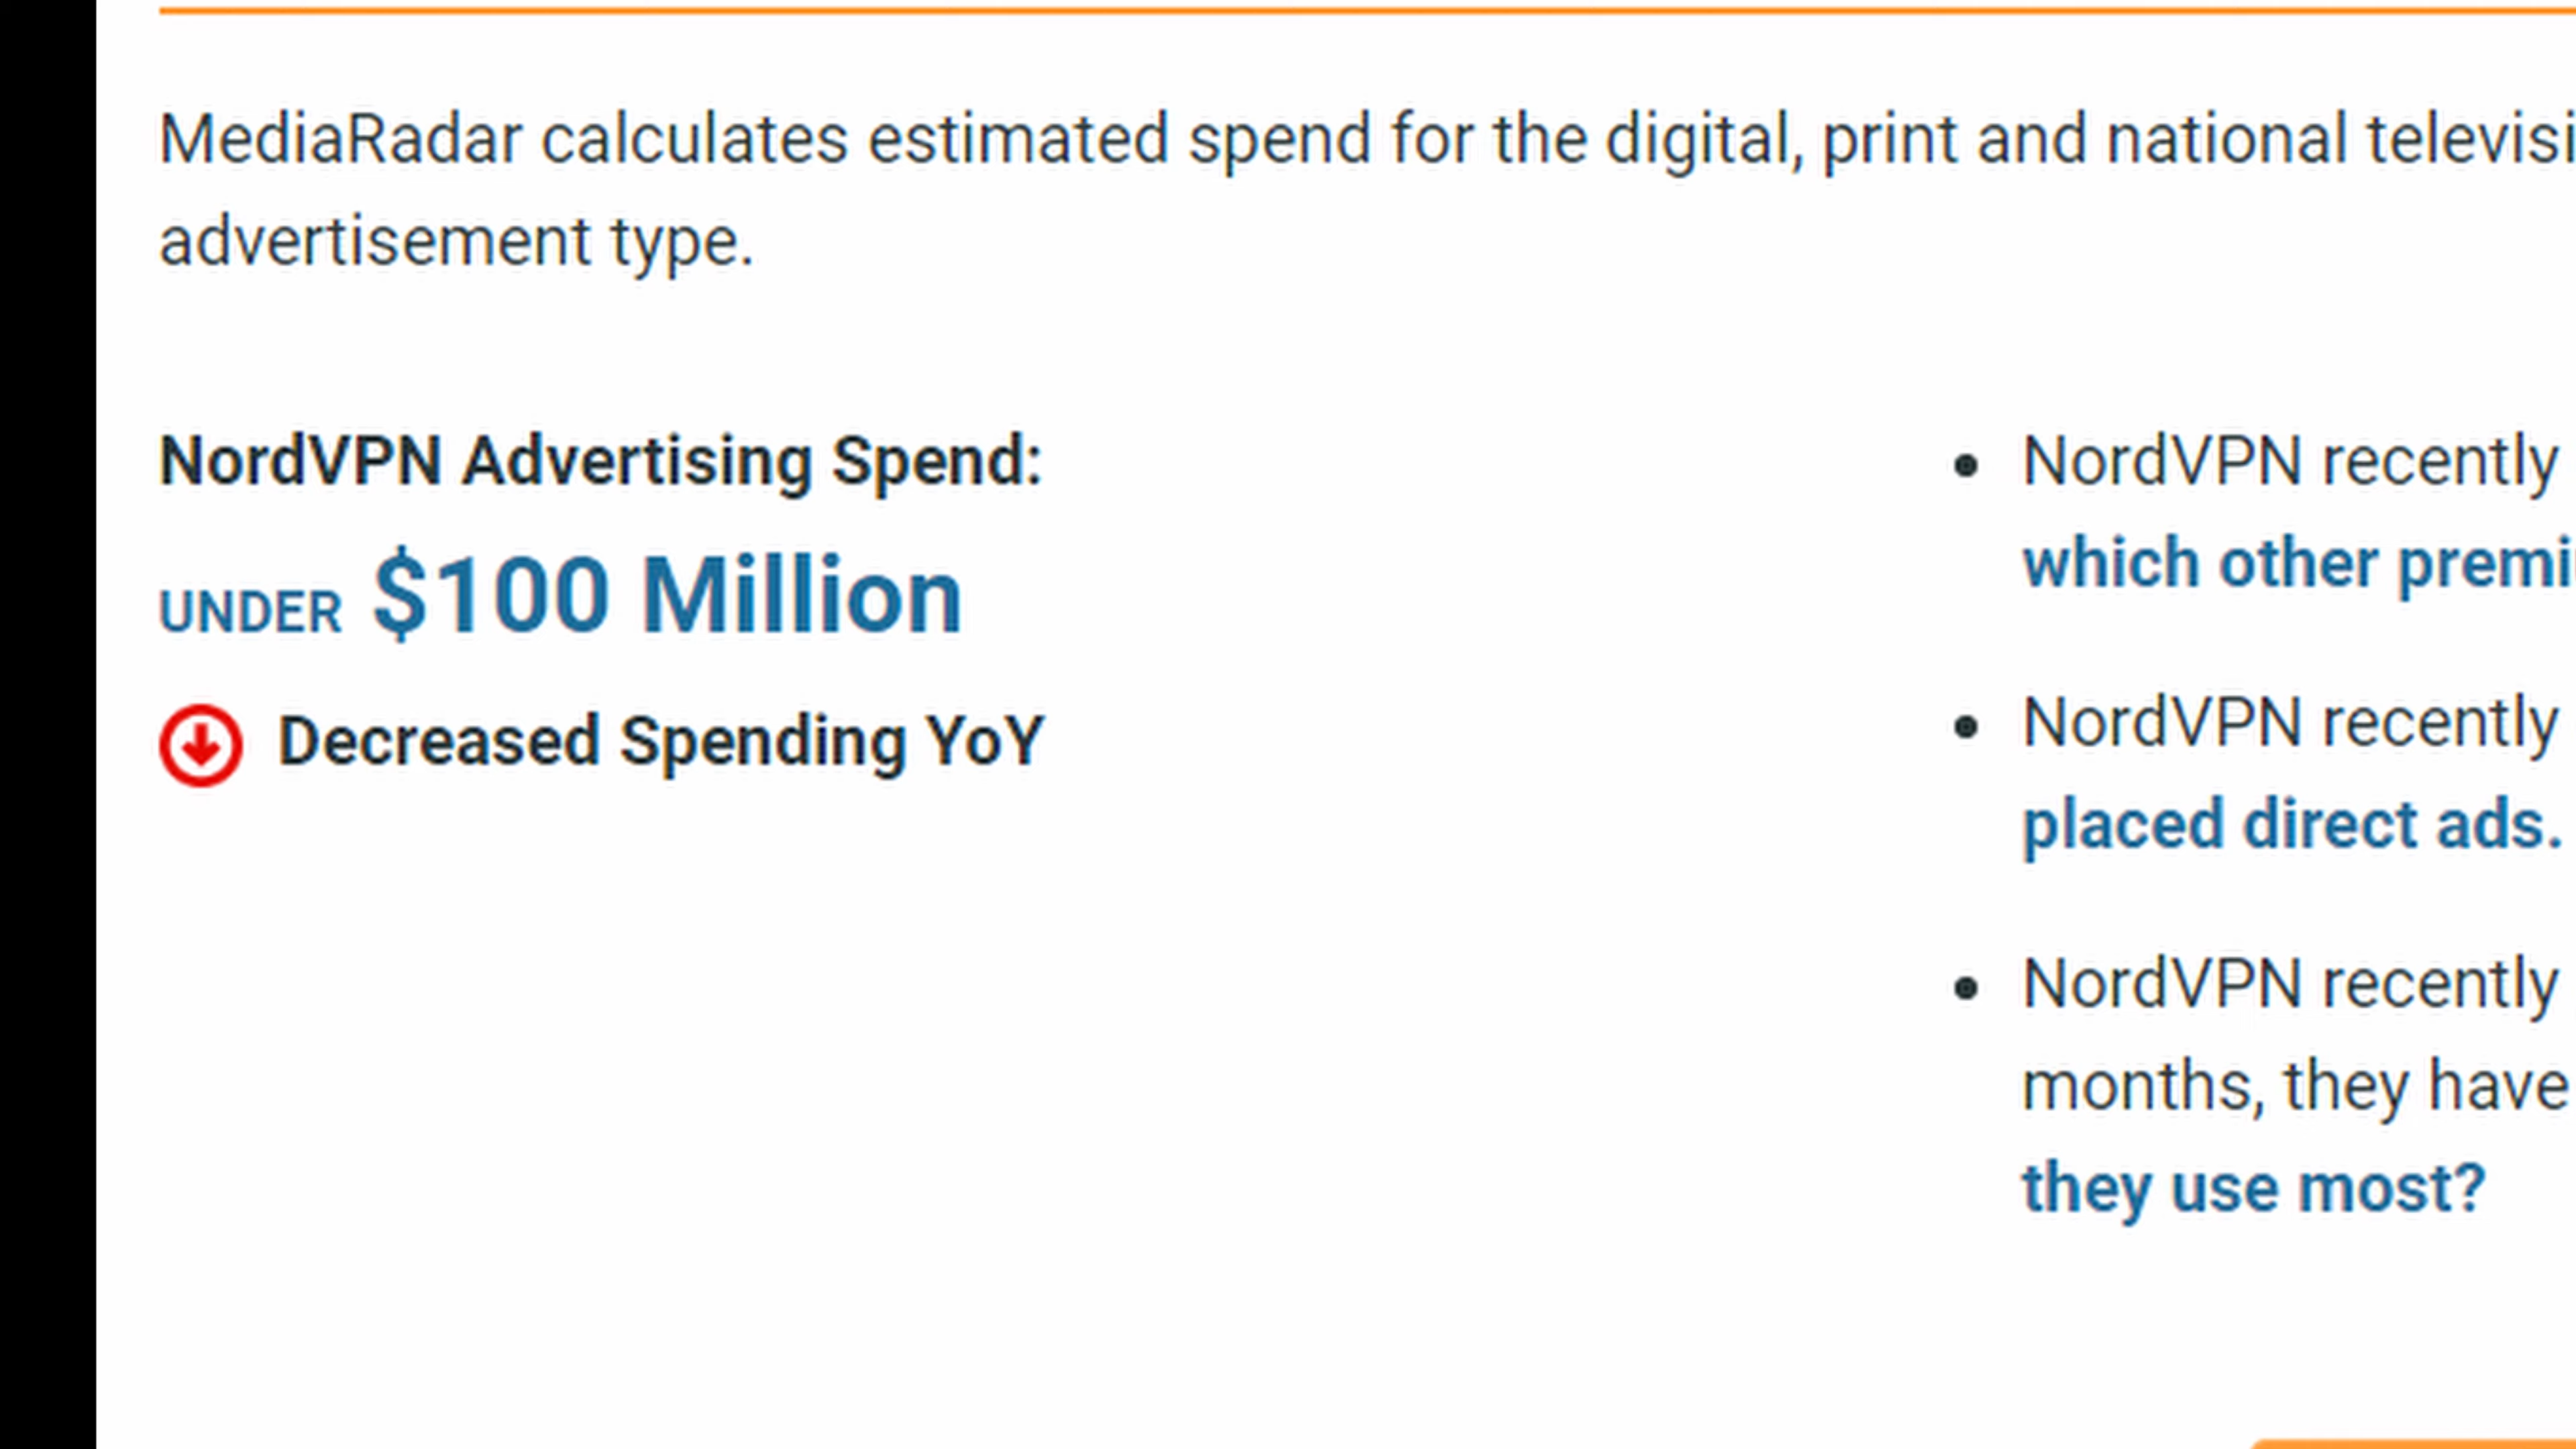 MediaRadar calculates estimated spend for the digital, print and national
advertisement type.
NordVPN Advertising Spend:
UNDER $100 Million
Decreased Spending YoY
• NordVPN recently
which other
• NordVPN recently
placed direct ads.
• NordVPN recently
months, they have
they use most?